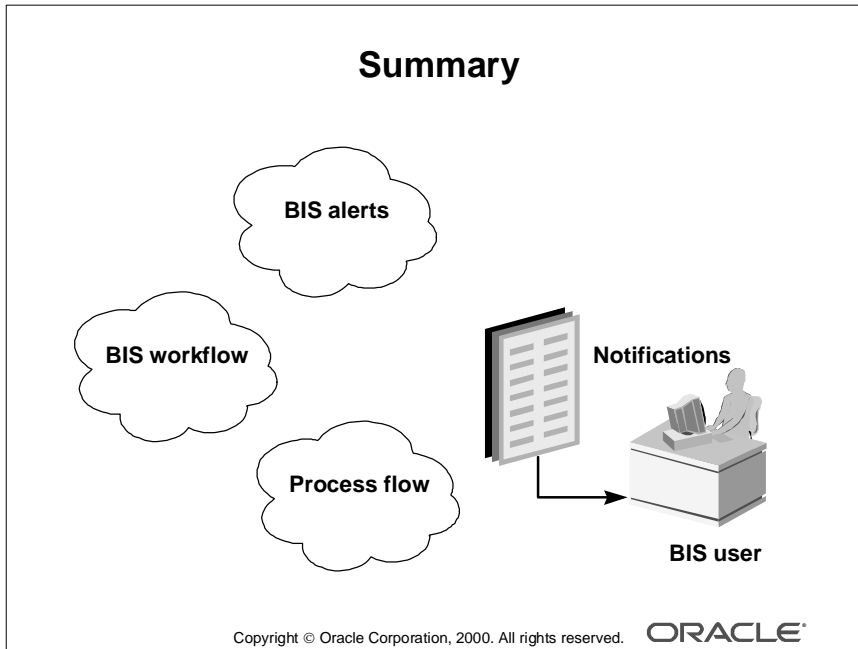 Summary
BIS alerts
BIS workflow
Notifications
Process flow
BIS user
Copyright © Oracle Corporation, 2000. All rights reserved.
ORACLE®